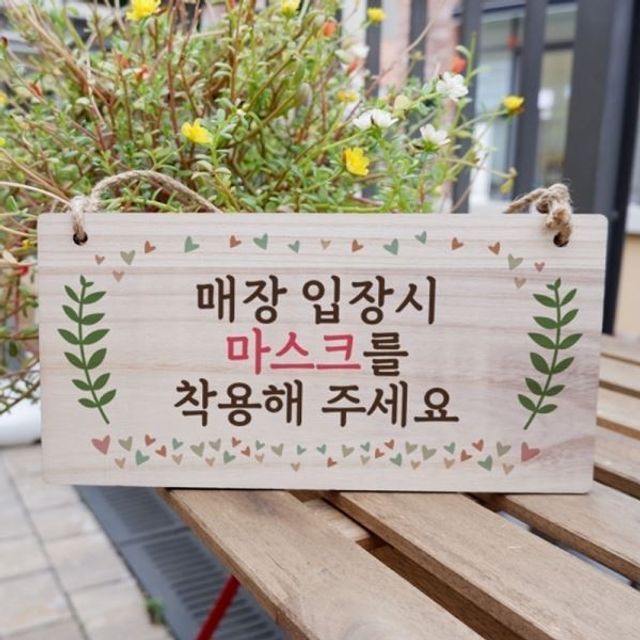 매장 입장시
마스크를
착용해 주세요